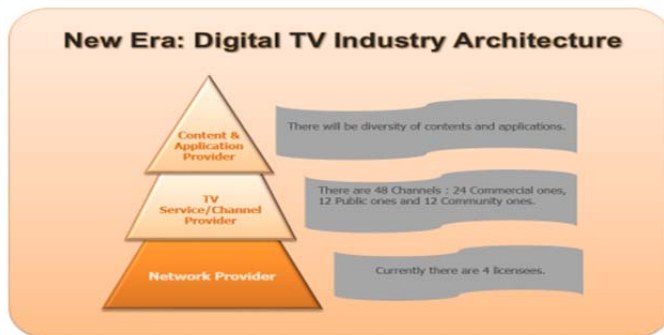 New Era: Digital TV Industry Architecture
Content &
Application
Provider
There will be diversity of contents and applications.
TV
Service/Channel
Provider
There are 48 Channels : 24 Commercial ones,
12 Public ones and 12 Community ones.
Network Provider
Currently there are 4 licensees.